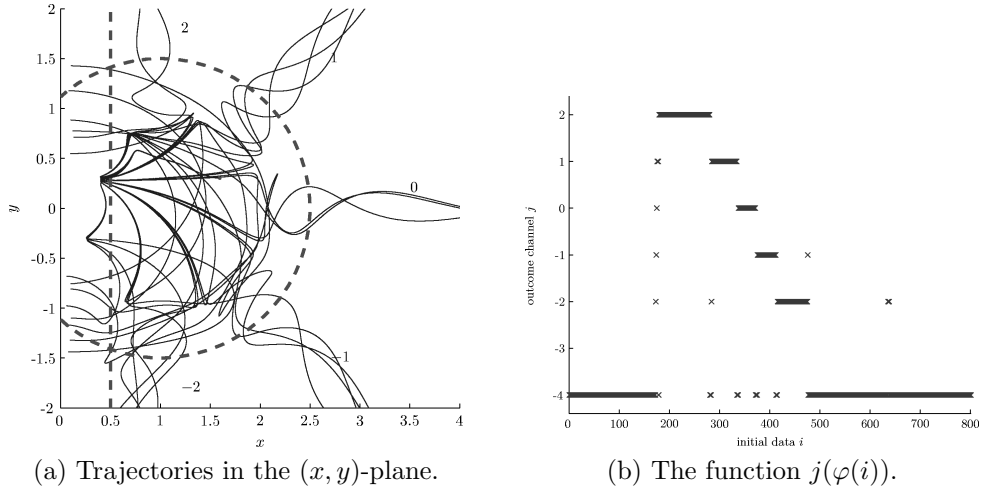 2
1.5
1
0.5
0
-0.5
-1
-1.5
-2
y
0 0.5 1 1.5 2 2.5 3 3.5 4
x
2
1
0
−1
−2
(a) Trajectories in the (x, y)-plane.
2
1
0
-1
-2
-3
-4
outcome channel j
0 100 200 300 400 500 600 700 800
initial data i
(b) The function j(φ(i)).